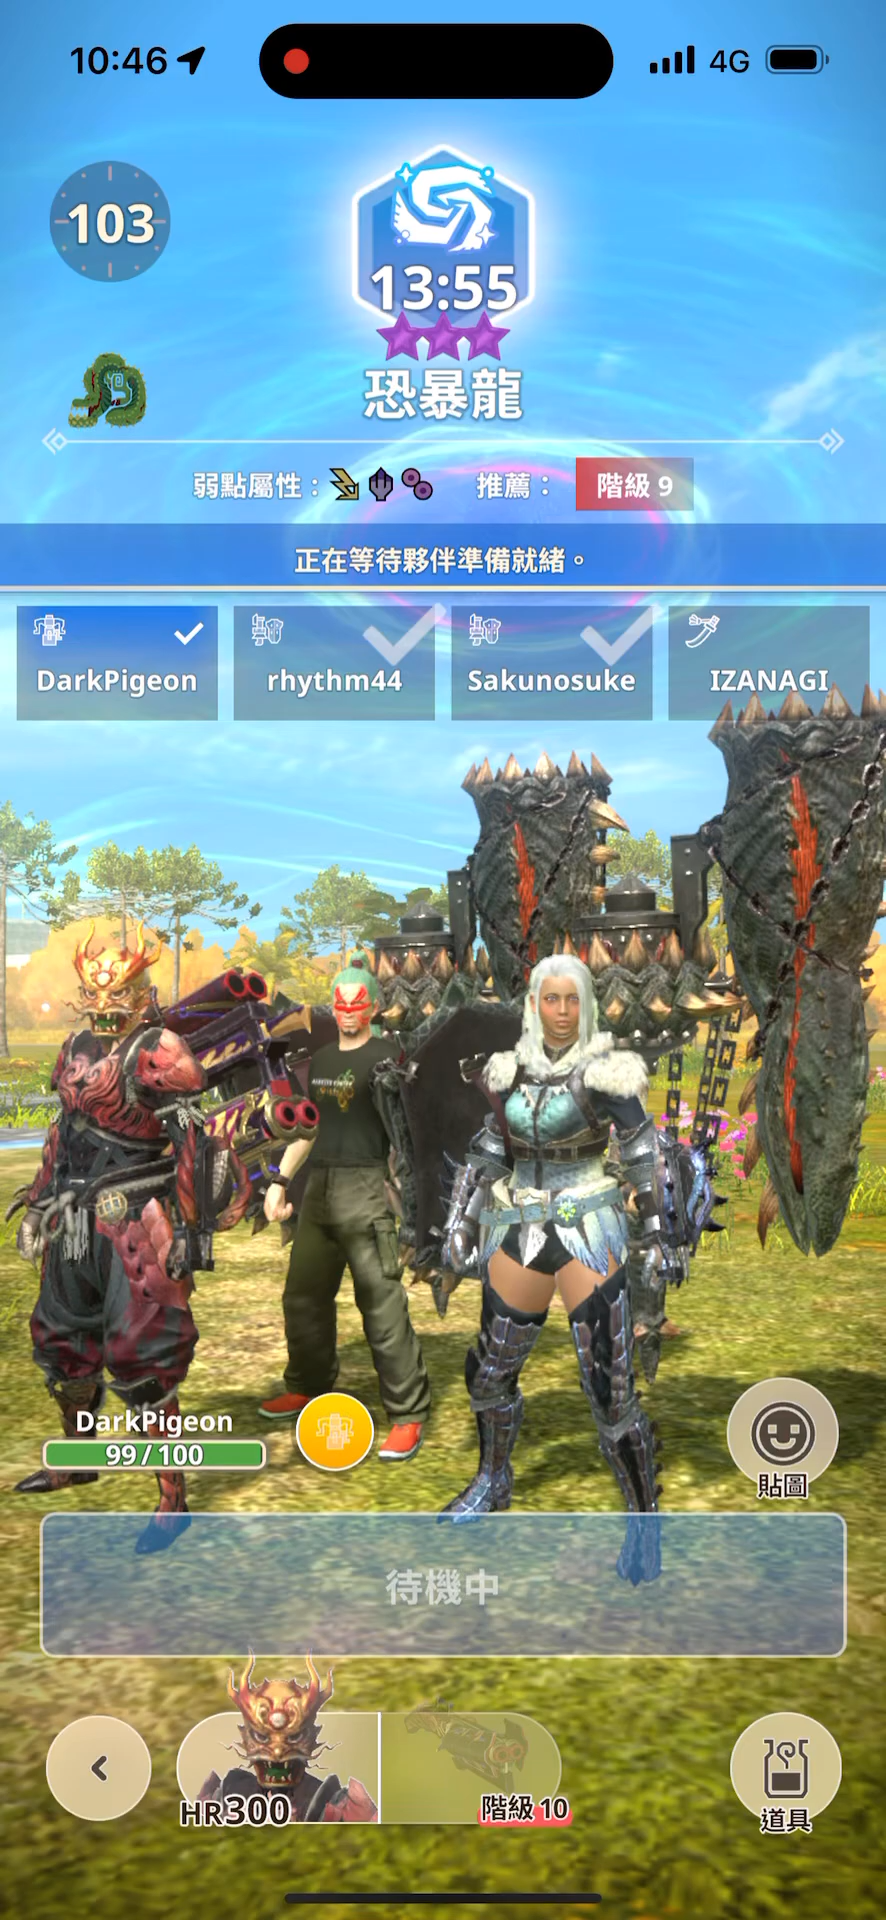 10:46
4G
103
13:55
恐暴龍
弱點屬性：
推薦：
階級 9
正在等待夥伴準備就緒。
DarkPigeon
rhythm44
Sakunosuke
IZANAGI
DarkPigeon
99/100
貼圖
待機中
HR300
階級 10
道具